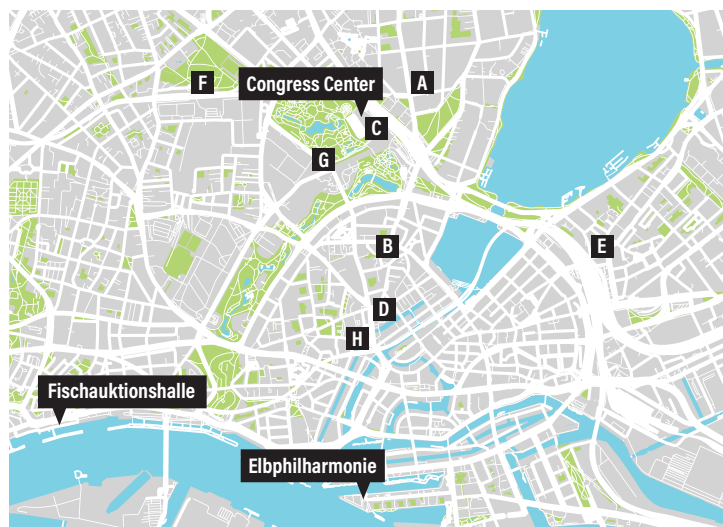 F
A
Congress Center
C
G
B
E
D
H
Fischauktionshalle
Elbphilharmonie